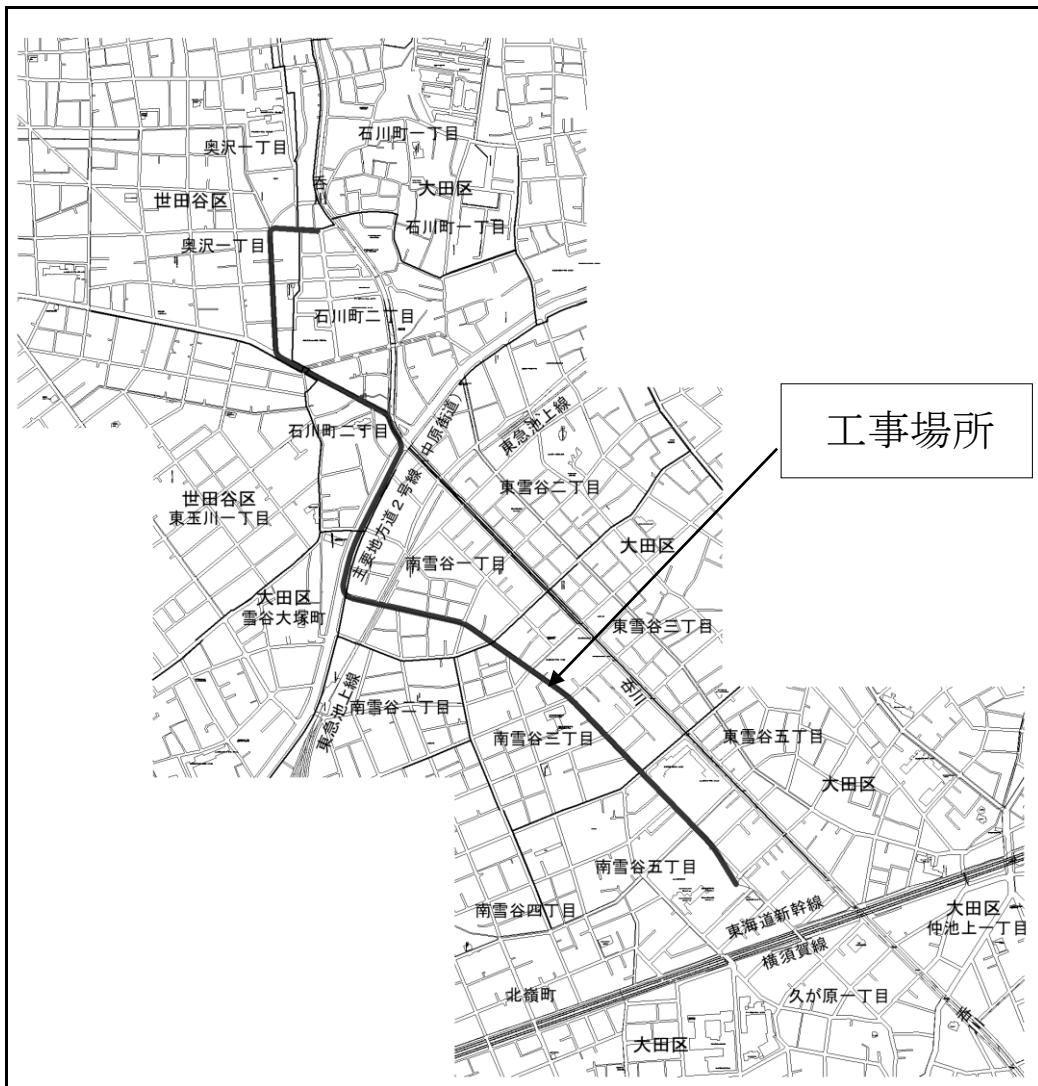 石川町一丁目
奥沢一丁目
呑川
大田区
世田谷区
石川町一丁目
奥沢一丁目
石川町二丁目
石川町二丁目
主要地方道2号線(中原街道)
東急池上線
工事場所
東雪谷二丁目
世田谷区
東玉川一丁目
大田区
南雪谷一丁目
大田区
雪谷大塚町
東雪谷三丁目
呑川
東急池上線
南雪谷二丁目
南雪谷三丁目
東雪谷五丁目
大田区
南雪谷五丁目
南雪谷四丁目
東海道新幹線
大田区
仲池上一丁目
横須賀線
北嶺町
久が原一丁目
呑川
大田区